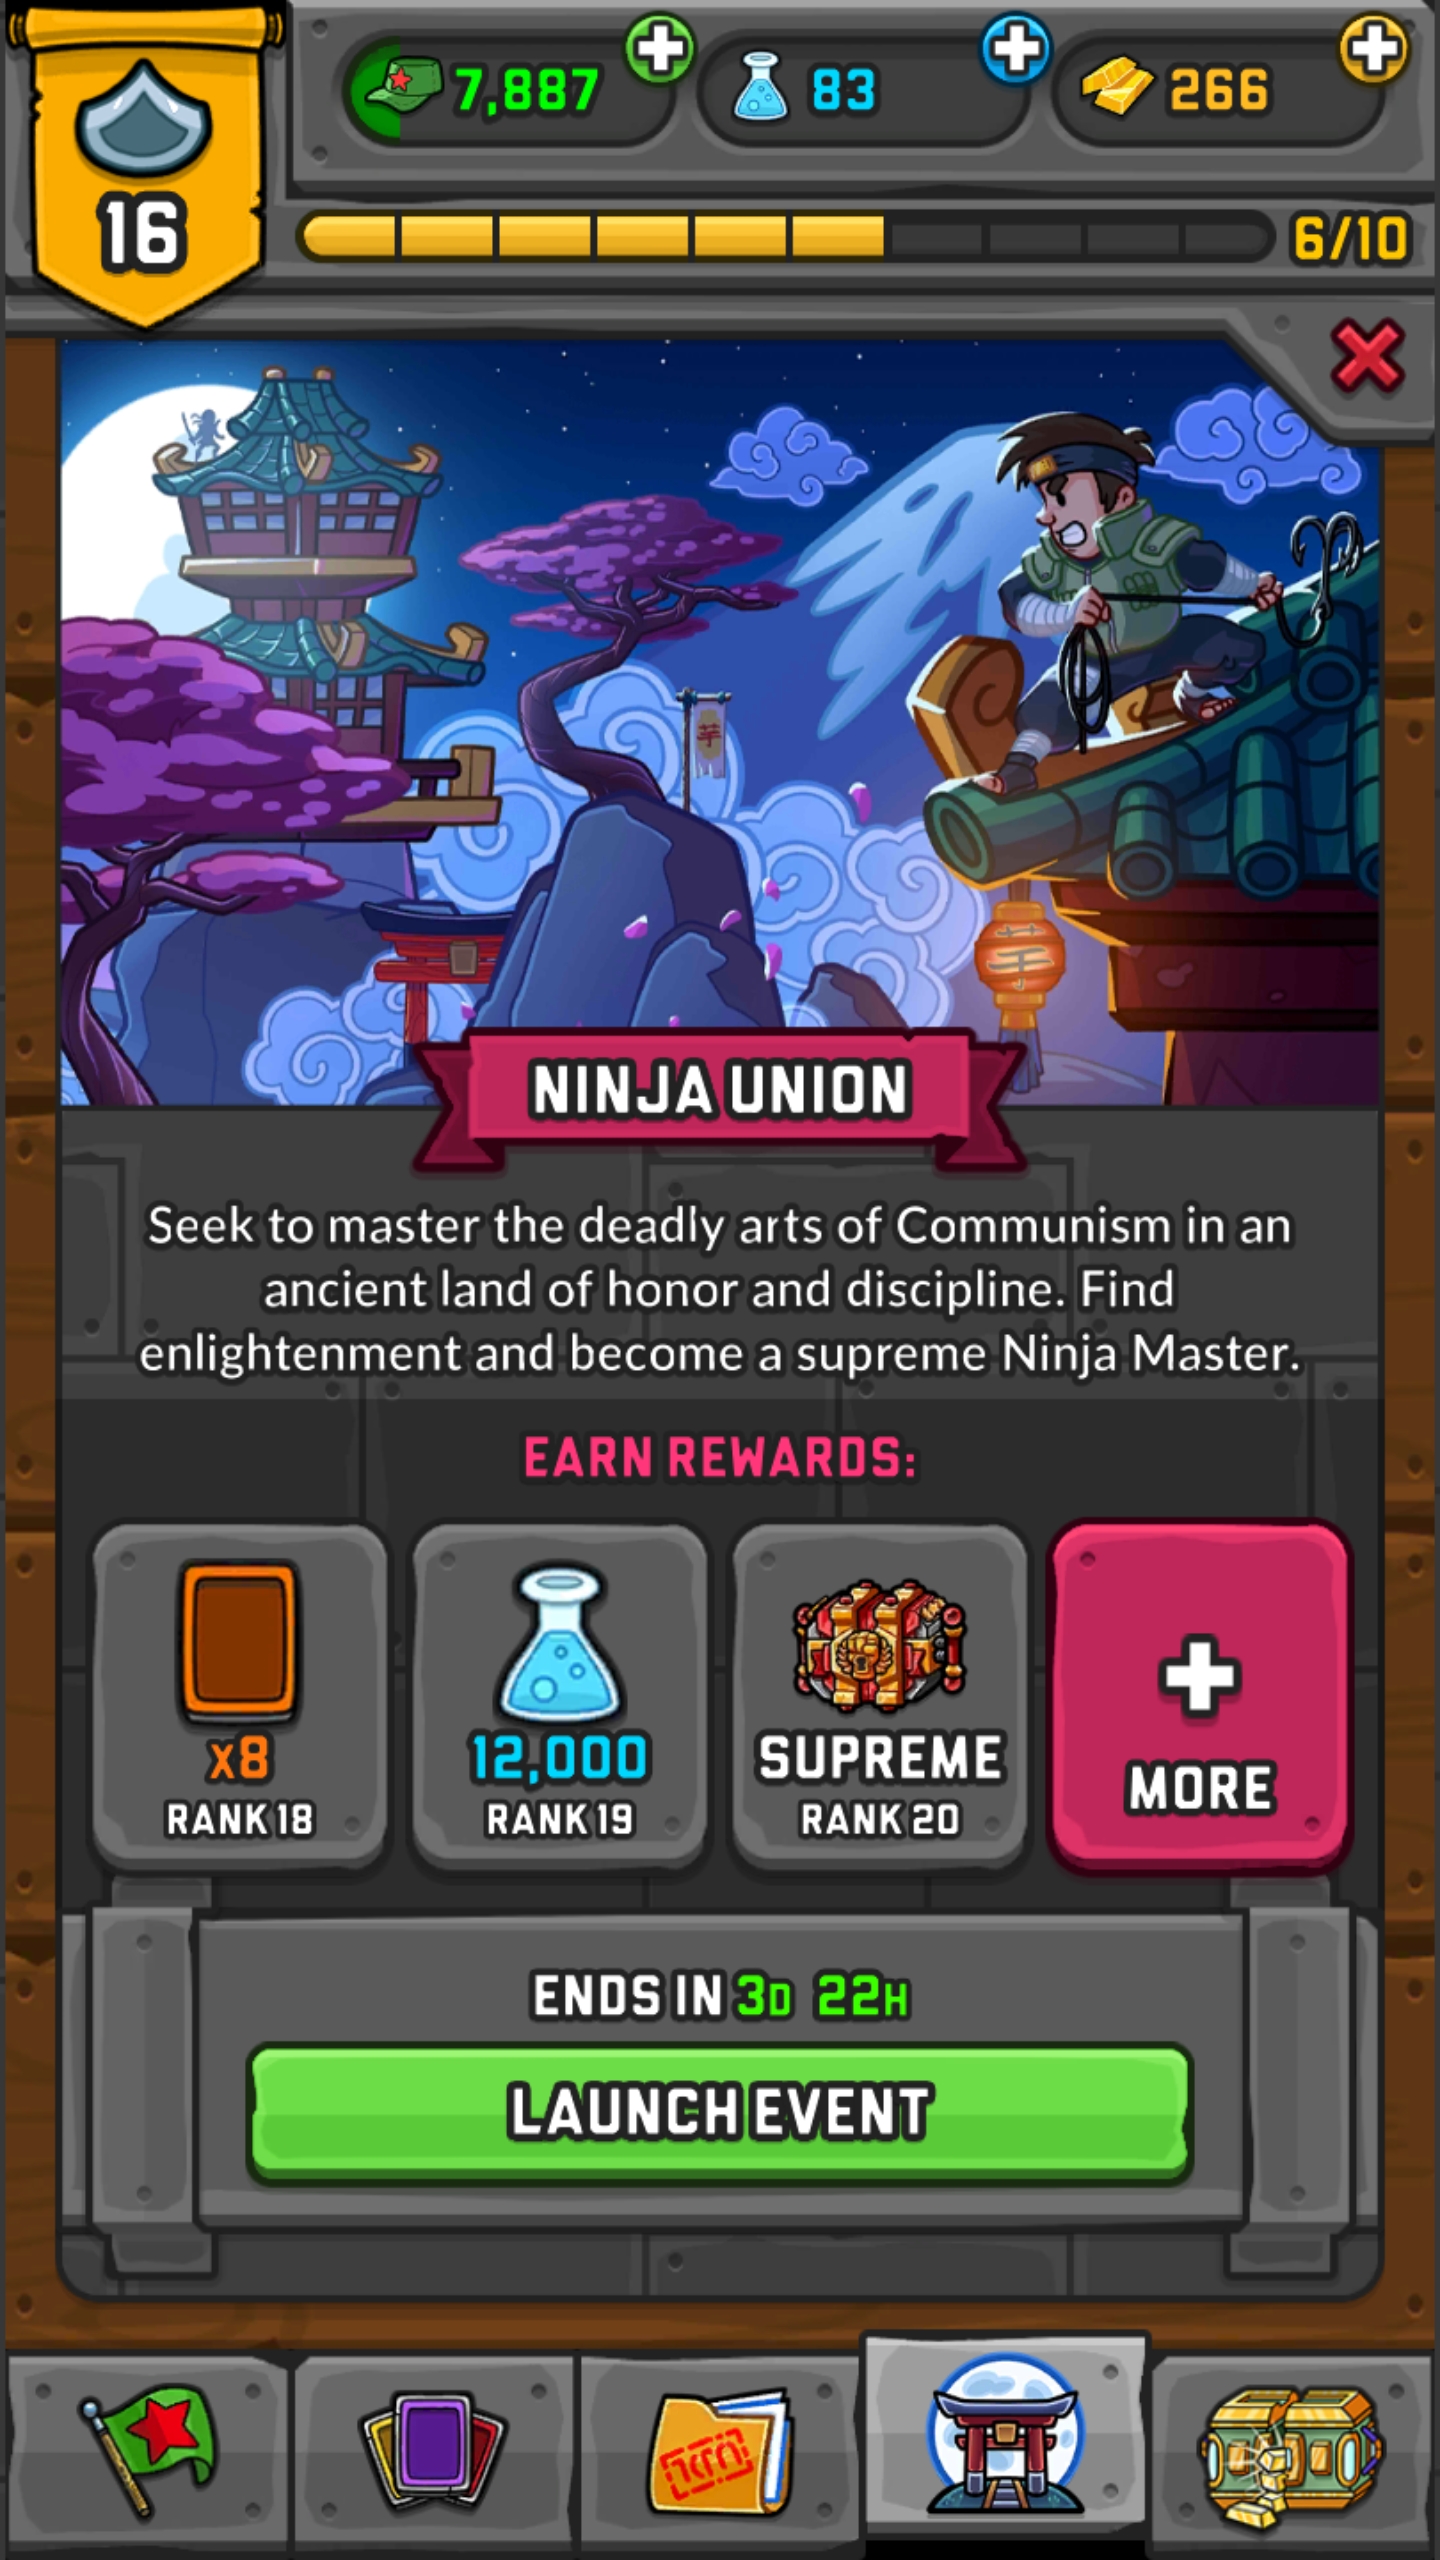 7,887
83
266
16
6/10
芋
芋
NINJA UNION
Seek to master the deadly arts of Communism in an
ancient land of honor and discipline. Find
enlightenment and become a supreme Ninja Master.
EARN REWARDS:
x8
RANK 18
12,000
RANK 19
SUPREME
RANK 20
MORE
ENDS IN 3D 22H
LAUNCH EVENT